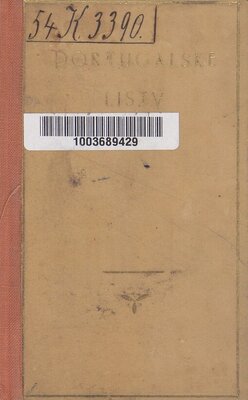 54 K. 3390.
PORTUGALSKÉ
LISTY
1003689429